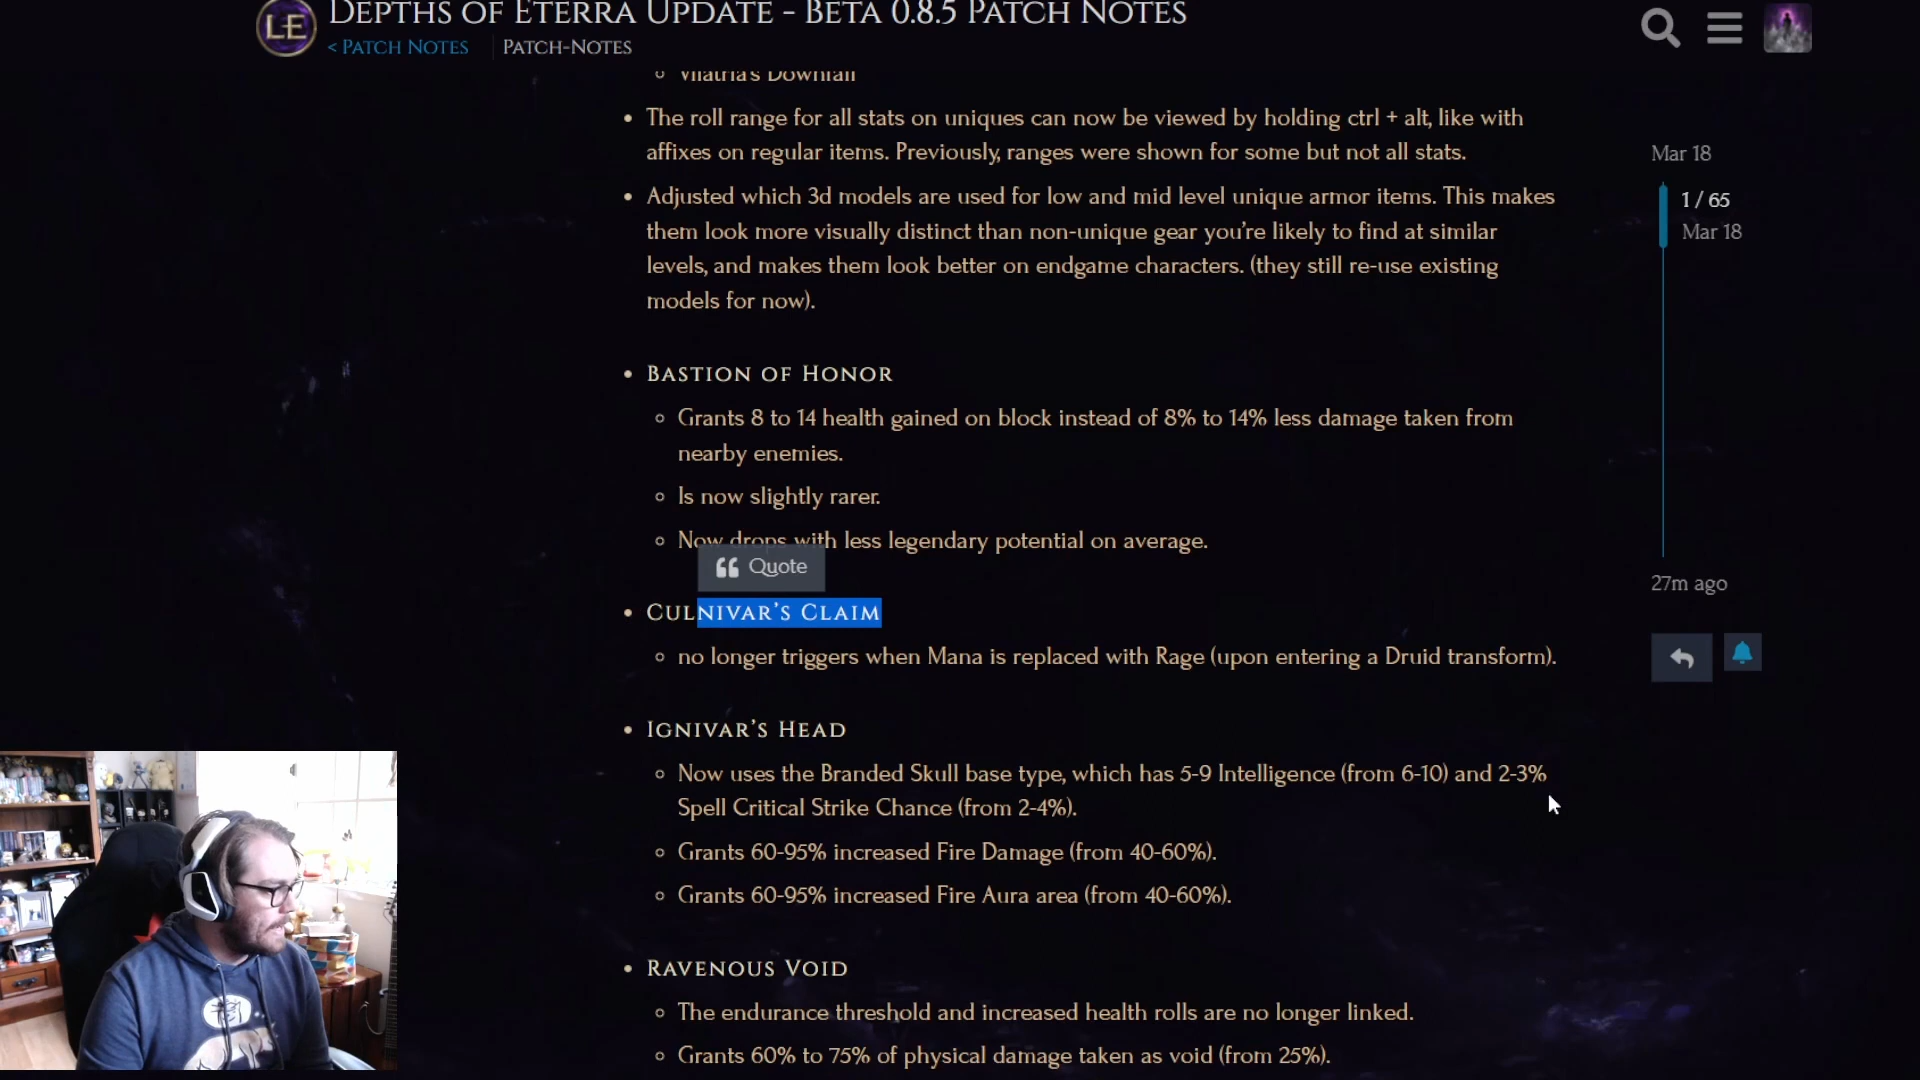 LE
Depths of Eterra Update - Beta 0.8.5 Patch Notes
< Patch Notes
Patch-Notes
Vilatria's Downfall
The roll range for all stats on uniques can now be viewed by holding ctrl + alt, like with
affixes on regular items. Previously, ranges were shown for some but not all stats.
Adjusted which 3d models are used for low and mid level unique armor items. This makes
them look more visually distinct than non-unique gear you're likely to find at similar
levels, and makes them look better on endgame characters. (they still re-use existing
models for now).
Bastion of Honor
Grants 8 to 14 health gained on block instead of 8% to 14% less damage taken from
nearby enemies.
Is now slightly rarer.
Now drops with less legendary potential on average.
Quote
Culnivar's Claim
no longer triggers when Mana is replaced with Rage (upon entering a Druid transform).
Ignivar's Head
Now uses the Branded Skull base type, which has 5-9 Intelligence (from 6-10) and 2-3%
Spell Critical Strike Chance (from 2-4%).
Grants 60-95% increased Fire Damage (from 40-60%).
Grants 60-95% increased Fire Aura area (from 40-60%).
Ravenous Void
The endurance threshold and increased health rolls are no longer linked.
Grants 60% to 75% of physical damage taken as void (from 25%).
Mar 18
1 / 65
Mar 18
27m ago